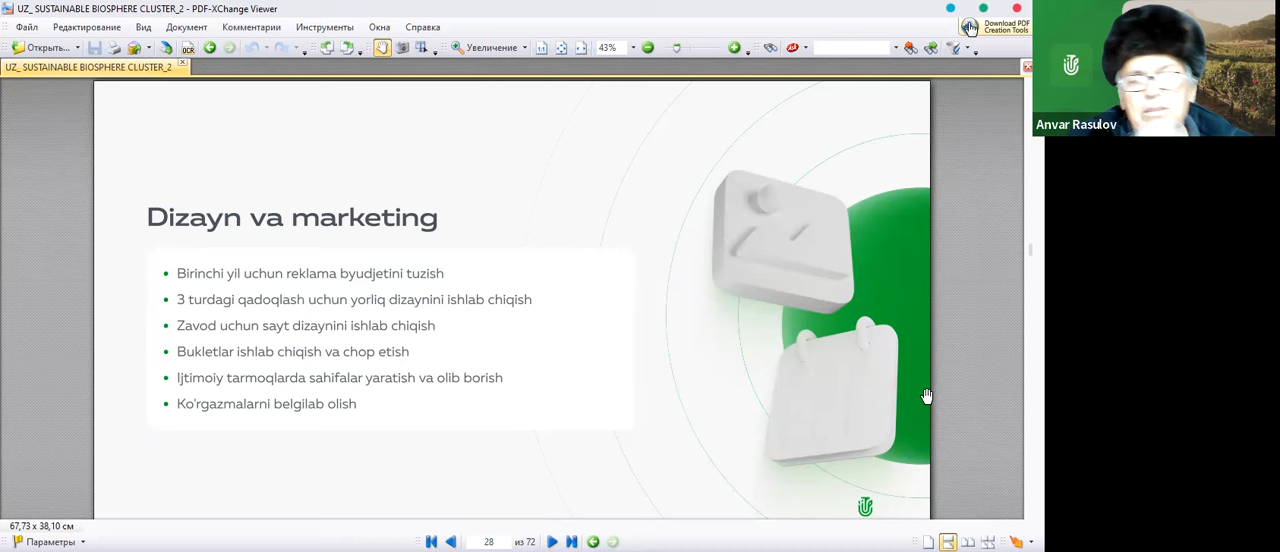 UZ_ SUSTAINABLE BIOSPHERE CLUSTER_2 - PDF-XChange Viewer
Файл Редактирование Вид Документ Комментарии Инструменты Окна Справка
Download PDF
Creation Tools
Открыть... OCR Увеличение 43%
UZ_ SUSTAINABLE BIOSPHERE CLUSTER_2
Anvar Rasulov
Dizayn va marketing
Birinchi yil uchun reklama byudjetini tuzish
3 turdagi qadoqlash uchun yorliq dizaynini ishlab chiqish
Zavod uchun sayt dizaynini ishlab chiqish
Bukletlar ishlab chiqish va chop etish
Ijtimoiy tarmoqlarda sahifalar yaratish va olib borish
Ko'rgazmalarni belgilab olish
67,73 x 38,10 см
Параметры 28 из 72